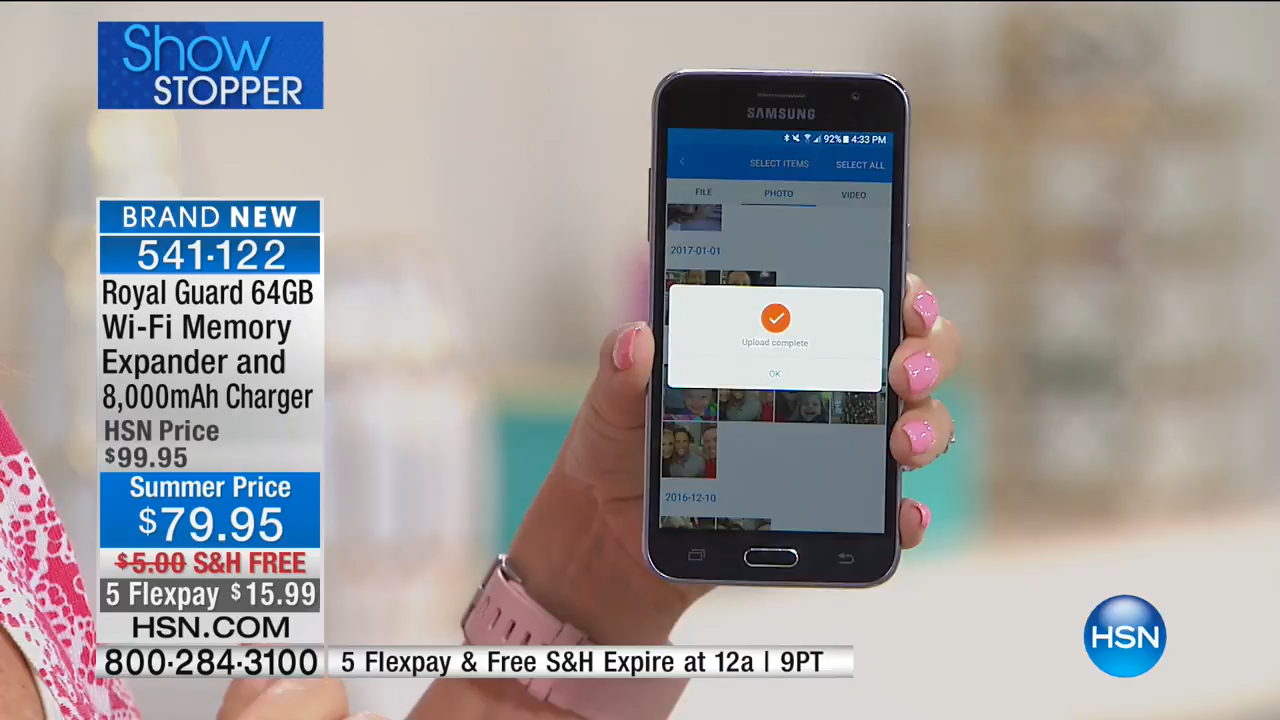 Show
STOPPER
BRAND NEW
541·122
Royal Guard 64GB
Wi-Fi Memory
Expander and
8,000mAh Charger
HSN Price
$99.95
Summer Price
$79.95
$5.00 S&H FREE
5 Flexpay $15.99
HSN.COM
800·284·3100
5 Flexpay & Free S&H Expire at 12a | 9PT
SAMSUNG
92% 4:33 PM
SELECT ITEMS SELECT ALL
FILE PHOTO VIDEO
2017-01-01
Upload complete
OK
2016-12-10
HSN